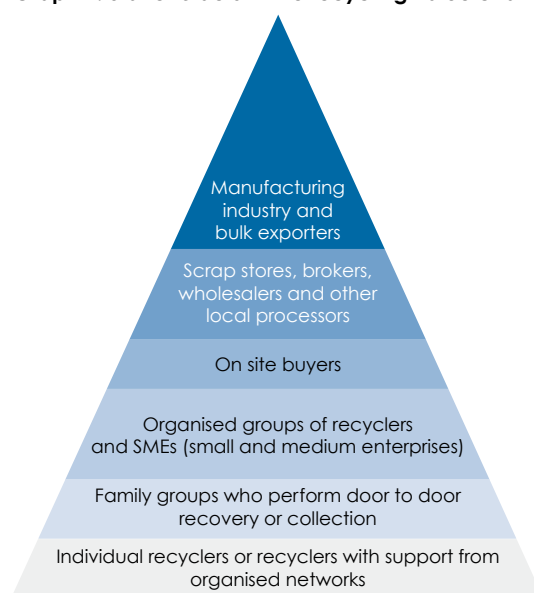 Manufacturing
industry and
bulk exporters
Scrap stores, brokers,
wholesalers and other
local processors
On site buyers
Organised groups of recyclers
and SMEs (small and medium enterprises)
Family groups who perform door to door
recovery or collection
Individual recyclers or recyclers with support from
organised networks